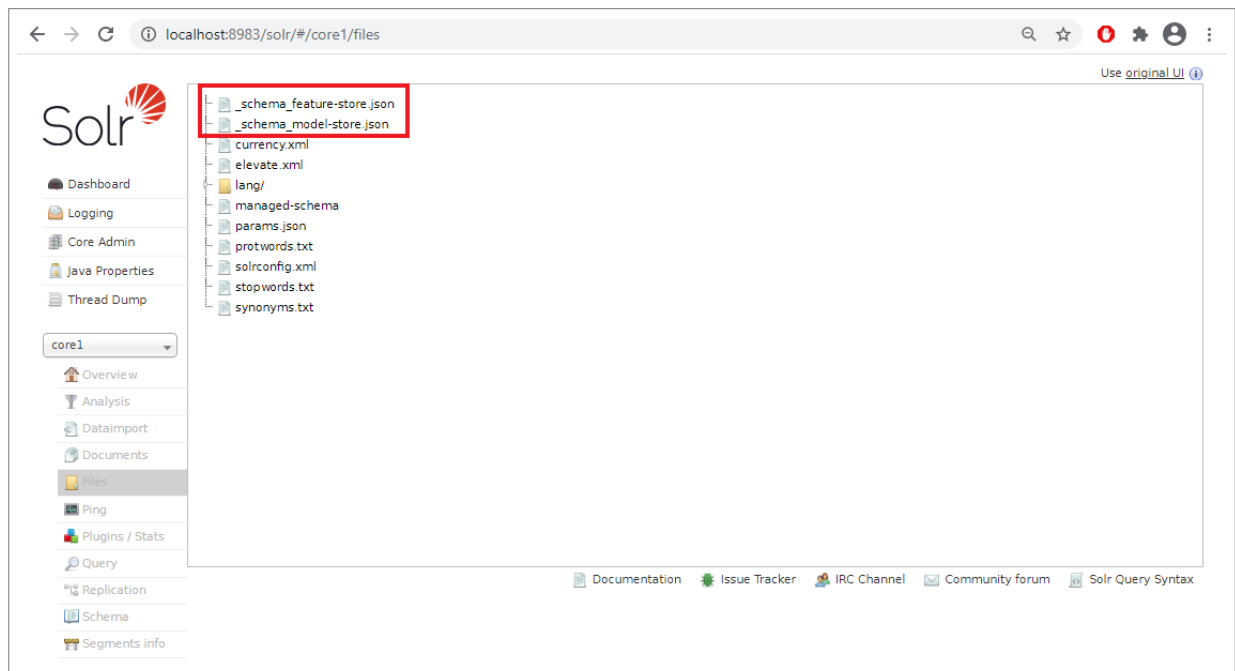 localhost:8983/solr/#/core1/files
Use original UI
Solr
_schema_feature-store.json
_schema_model-store.json
currency.xml
elevate.xml
lang/
managed-schema
params.json
protwords.txt
solrconfig.xml
stopwords.txt
synonyms.txt
Dashboard
Logging
Core Admin
Java Properties
Thread Dump
core1
Overview
Analysis
Dataimport
Documents
Files
Ping
Plugins / Stats
Query
Replication
Schema
Segments info
Documentation Issue Tracker IRC Channel Community forum Solr Query Syntax